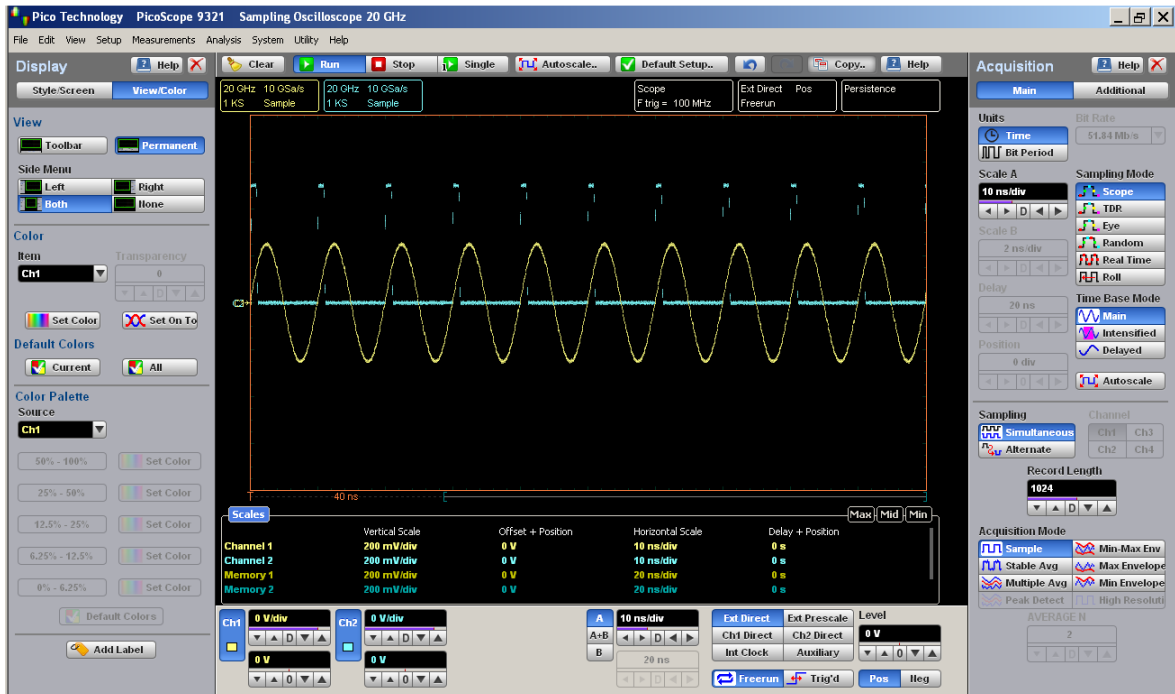 Pico Technology PicoScope 9321 Sampling Oscilloscope 20 GHz
File Edit View Setup Measurements Analysis System Utility Help
Display Help
Clear Run Stop Single Autoscale.. Default Setup.. Copy.. Help
Acquisition Help
Style/Screen View/Color
20 GHz 10 GSa/s
1 KS Sample
20 GHz 10 GSa/s
1 KS Sample
Scope
F trig = 100 MHz
Ext Direct Pos
Freerun
Persistence
Main Additional
View
Toolbar Permanent
Side Menu
Left Right
Both None
Color
Item Transparency
Ch1 0
D
Set Color Set On To
Default Colors
Current All
Color Palette
Source
Ch1
50% - 100% Set Color
25% - 50% Set Color
12.5% - 25% Set Color
6.25% - 12.5% Set Color
0% - 6.25% Set Color
Default Colors
Add Label
40 ns
Scales Max Mid Min
Vertical Scale Offset + Position Horizontal Scale Delay + Position
Channel 1 200 mV/div 0 V 10 ns/div 0 s
Channel 2 200 mV/div 0 V 10 ns/div 0 s
Memory 1 200 mV/div 0 V 20 ns/div 0 s
Memory 2 200 mV/div 0 V 20 ns/div 0 s
Ch1 0 V/div
D
0 V
0
Ch2 0 V/div
D
0 V
0
A 10 ns/div
A+B D
B 20 ns
D
Ext Direct Ext Prescale
Ch1 Direct Ch2 Direct
Int Clock Auxiliary
Freerun Trig'd
Level
0 V
0
Pos Neg
Units Bit Rate
Time 51.84 Mb/s
Bit Period
Scale A
10 ns/div
D
Scale B
2 ns/div
D
Delay
20 ns
D
Position
0 div
0
Sampling Mode
Scope
TDR
Eye
Random
Real Time
Roll
Time Base Mode
Main
Intensified
Delayed
Autoscale
Sampling Channel
Simultaneous Ch1 Ch3
Alternate Ch2 Ch4
Record Length
1024
D
Acquisition Mode
Sample Min-Max Env
Stable Avg Max Envelope
Multiple Avg Min Envelope
Peak Detect High Resoluti
AVERAGE N
2
D